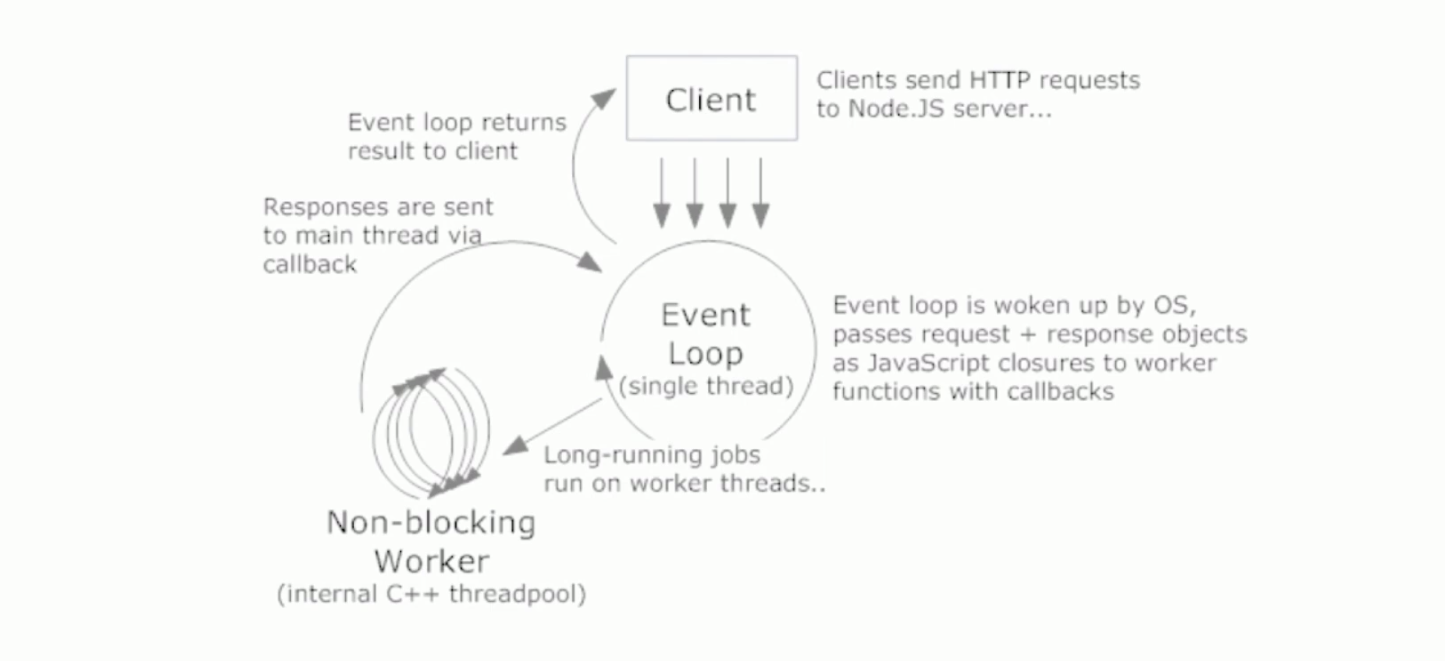 Client
Clients send HTTP requests
to Node.JS server...
Event loop returns
result to client
Responses are sent
to main thread via
callback
Event
Loop
(single thread)
Event loop is woken up by OS,
passes request + response objects
as JavaScript closures to worker
functions with callbacks
Long-running jobs
run on worker threads..
Non-blocking
Worker
(internal C++ threadpool)